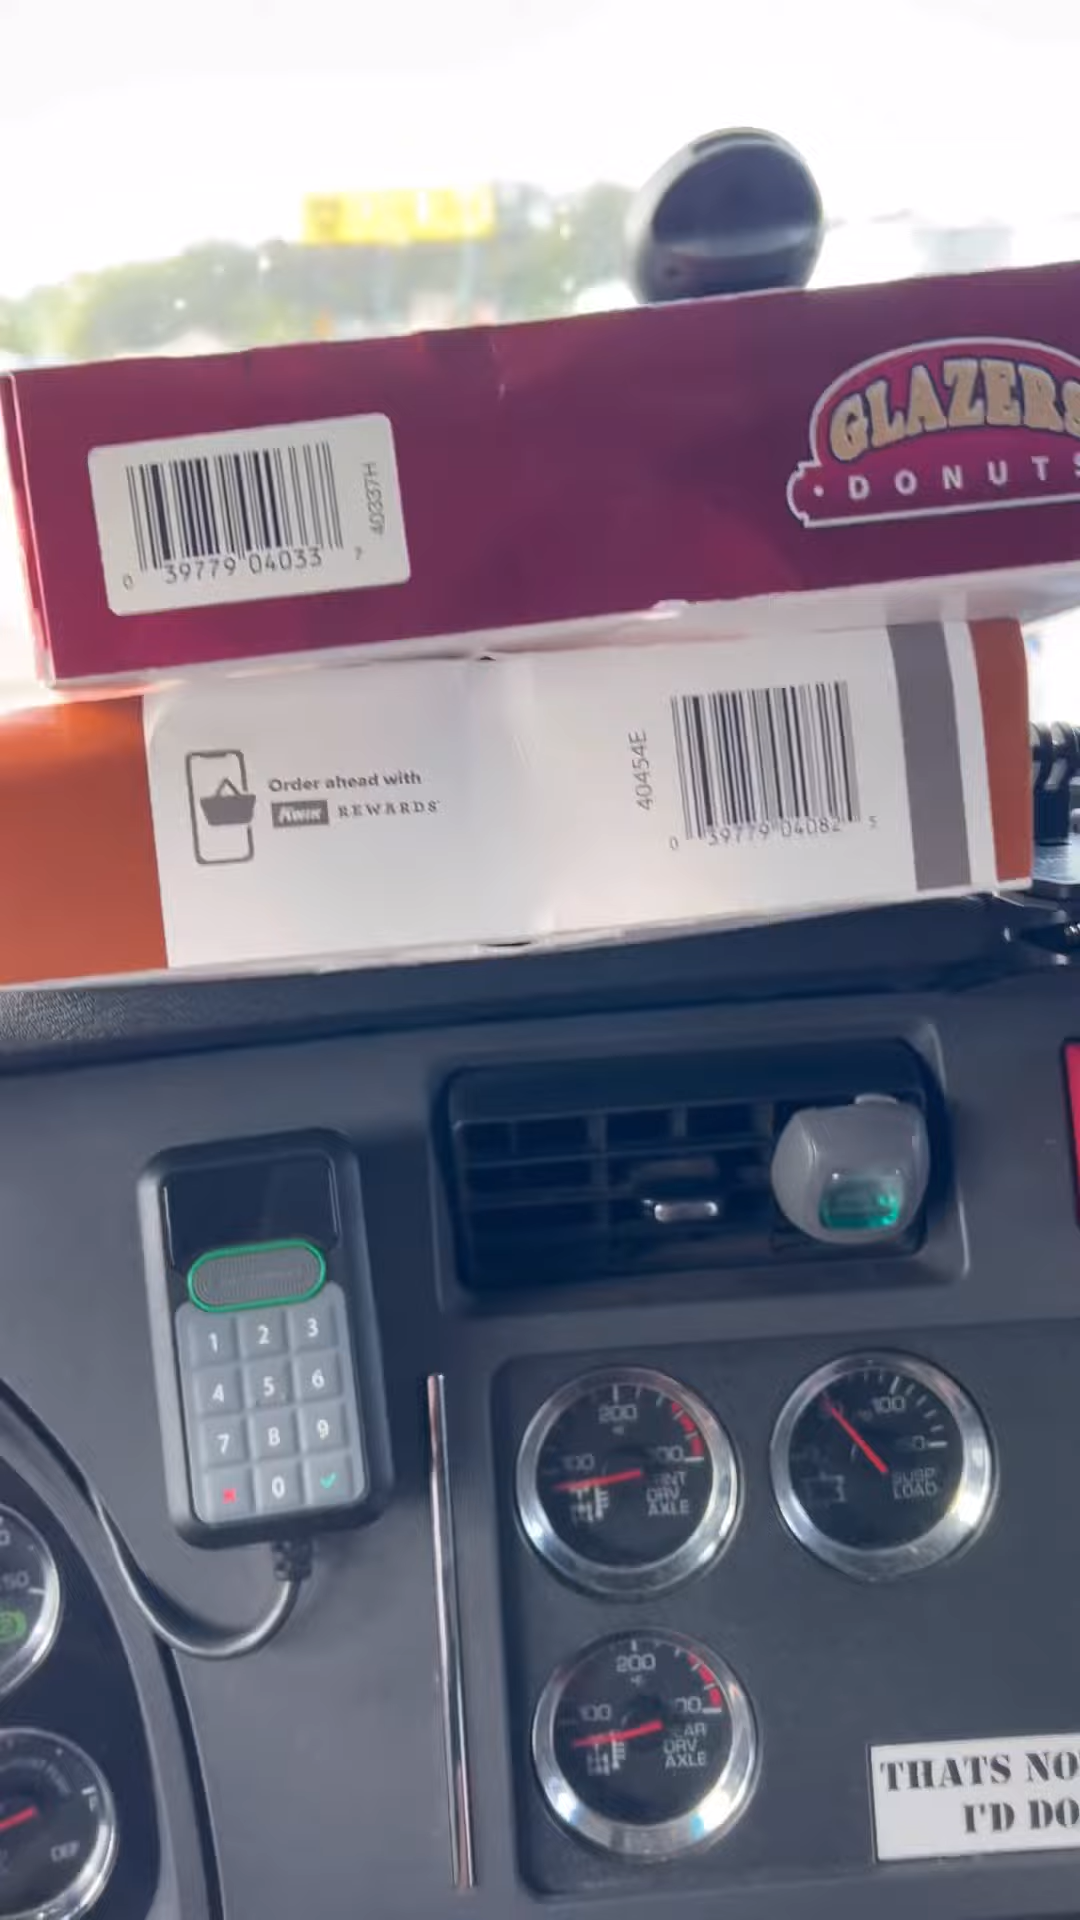 GLAZERS
DONUTS
40337H
0 39779 04033 7
Order ahead with
KWIK REWARDS
40454E
0 39779 04082 5
1 2 3
4 5 6
7 8 9
0
200
100
°F
DRV
AXLE
100
SUSP
LOAD
50
200
°F
100
DRV
AXLE
DEF
THATS NO
I'D DO